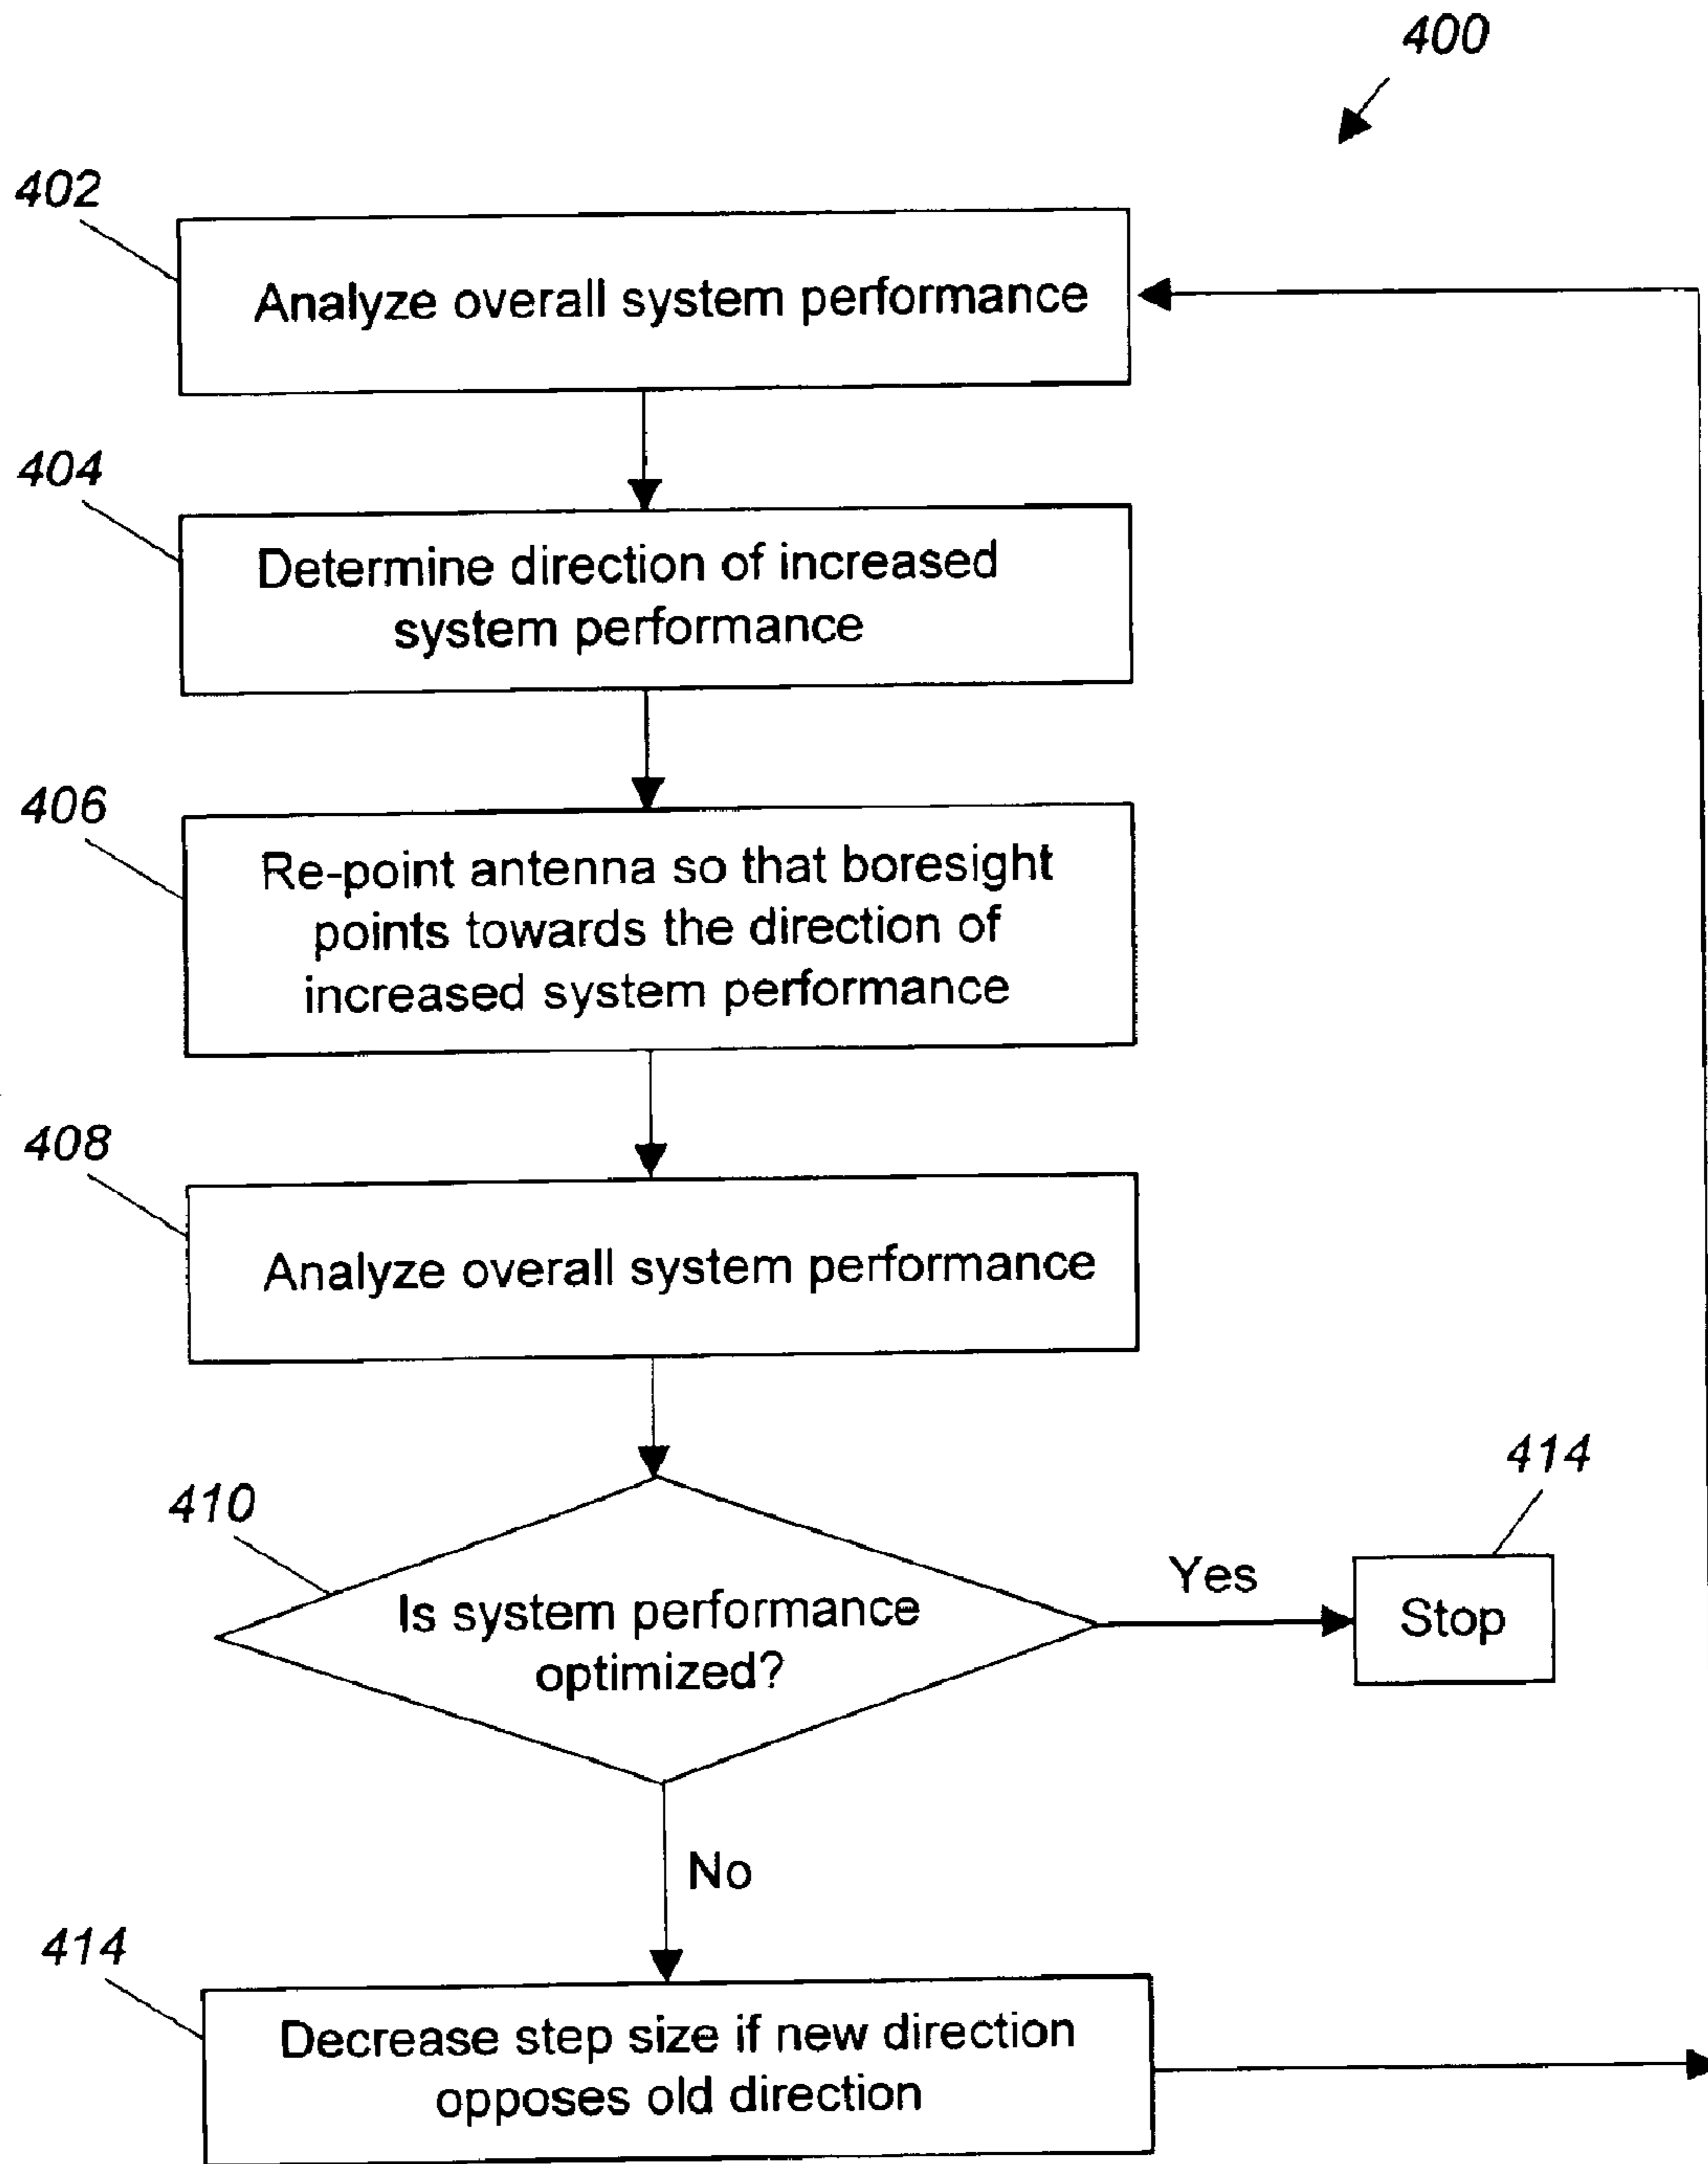 400
402
Analyze overall system performance
404
Determine direction of increased
system performance
406
Re-point antenna so that boresight
points towards the direction of
increased system performance
408
Analyze overall system performance
410
Is system performance
optimized?
Yes
414
Stop
No
414
Decrease step size if new direction
opposes old direction